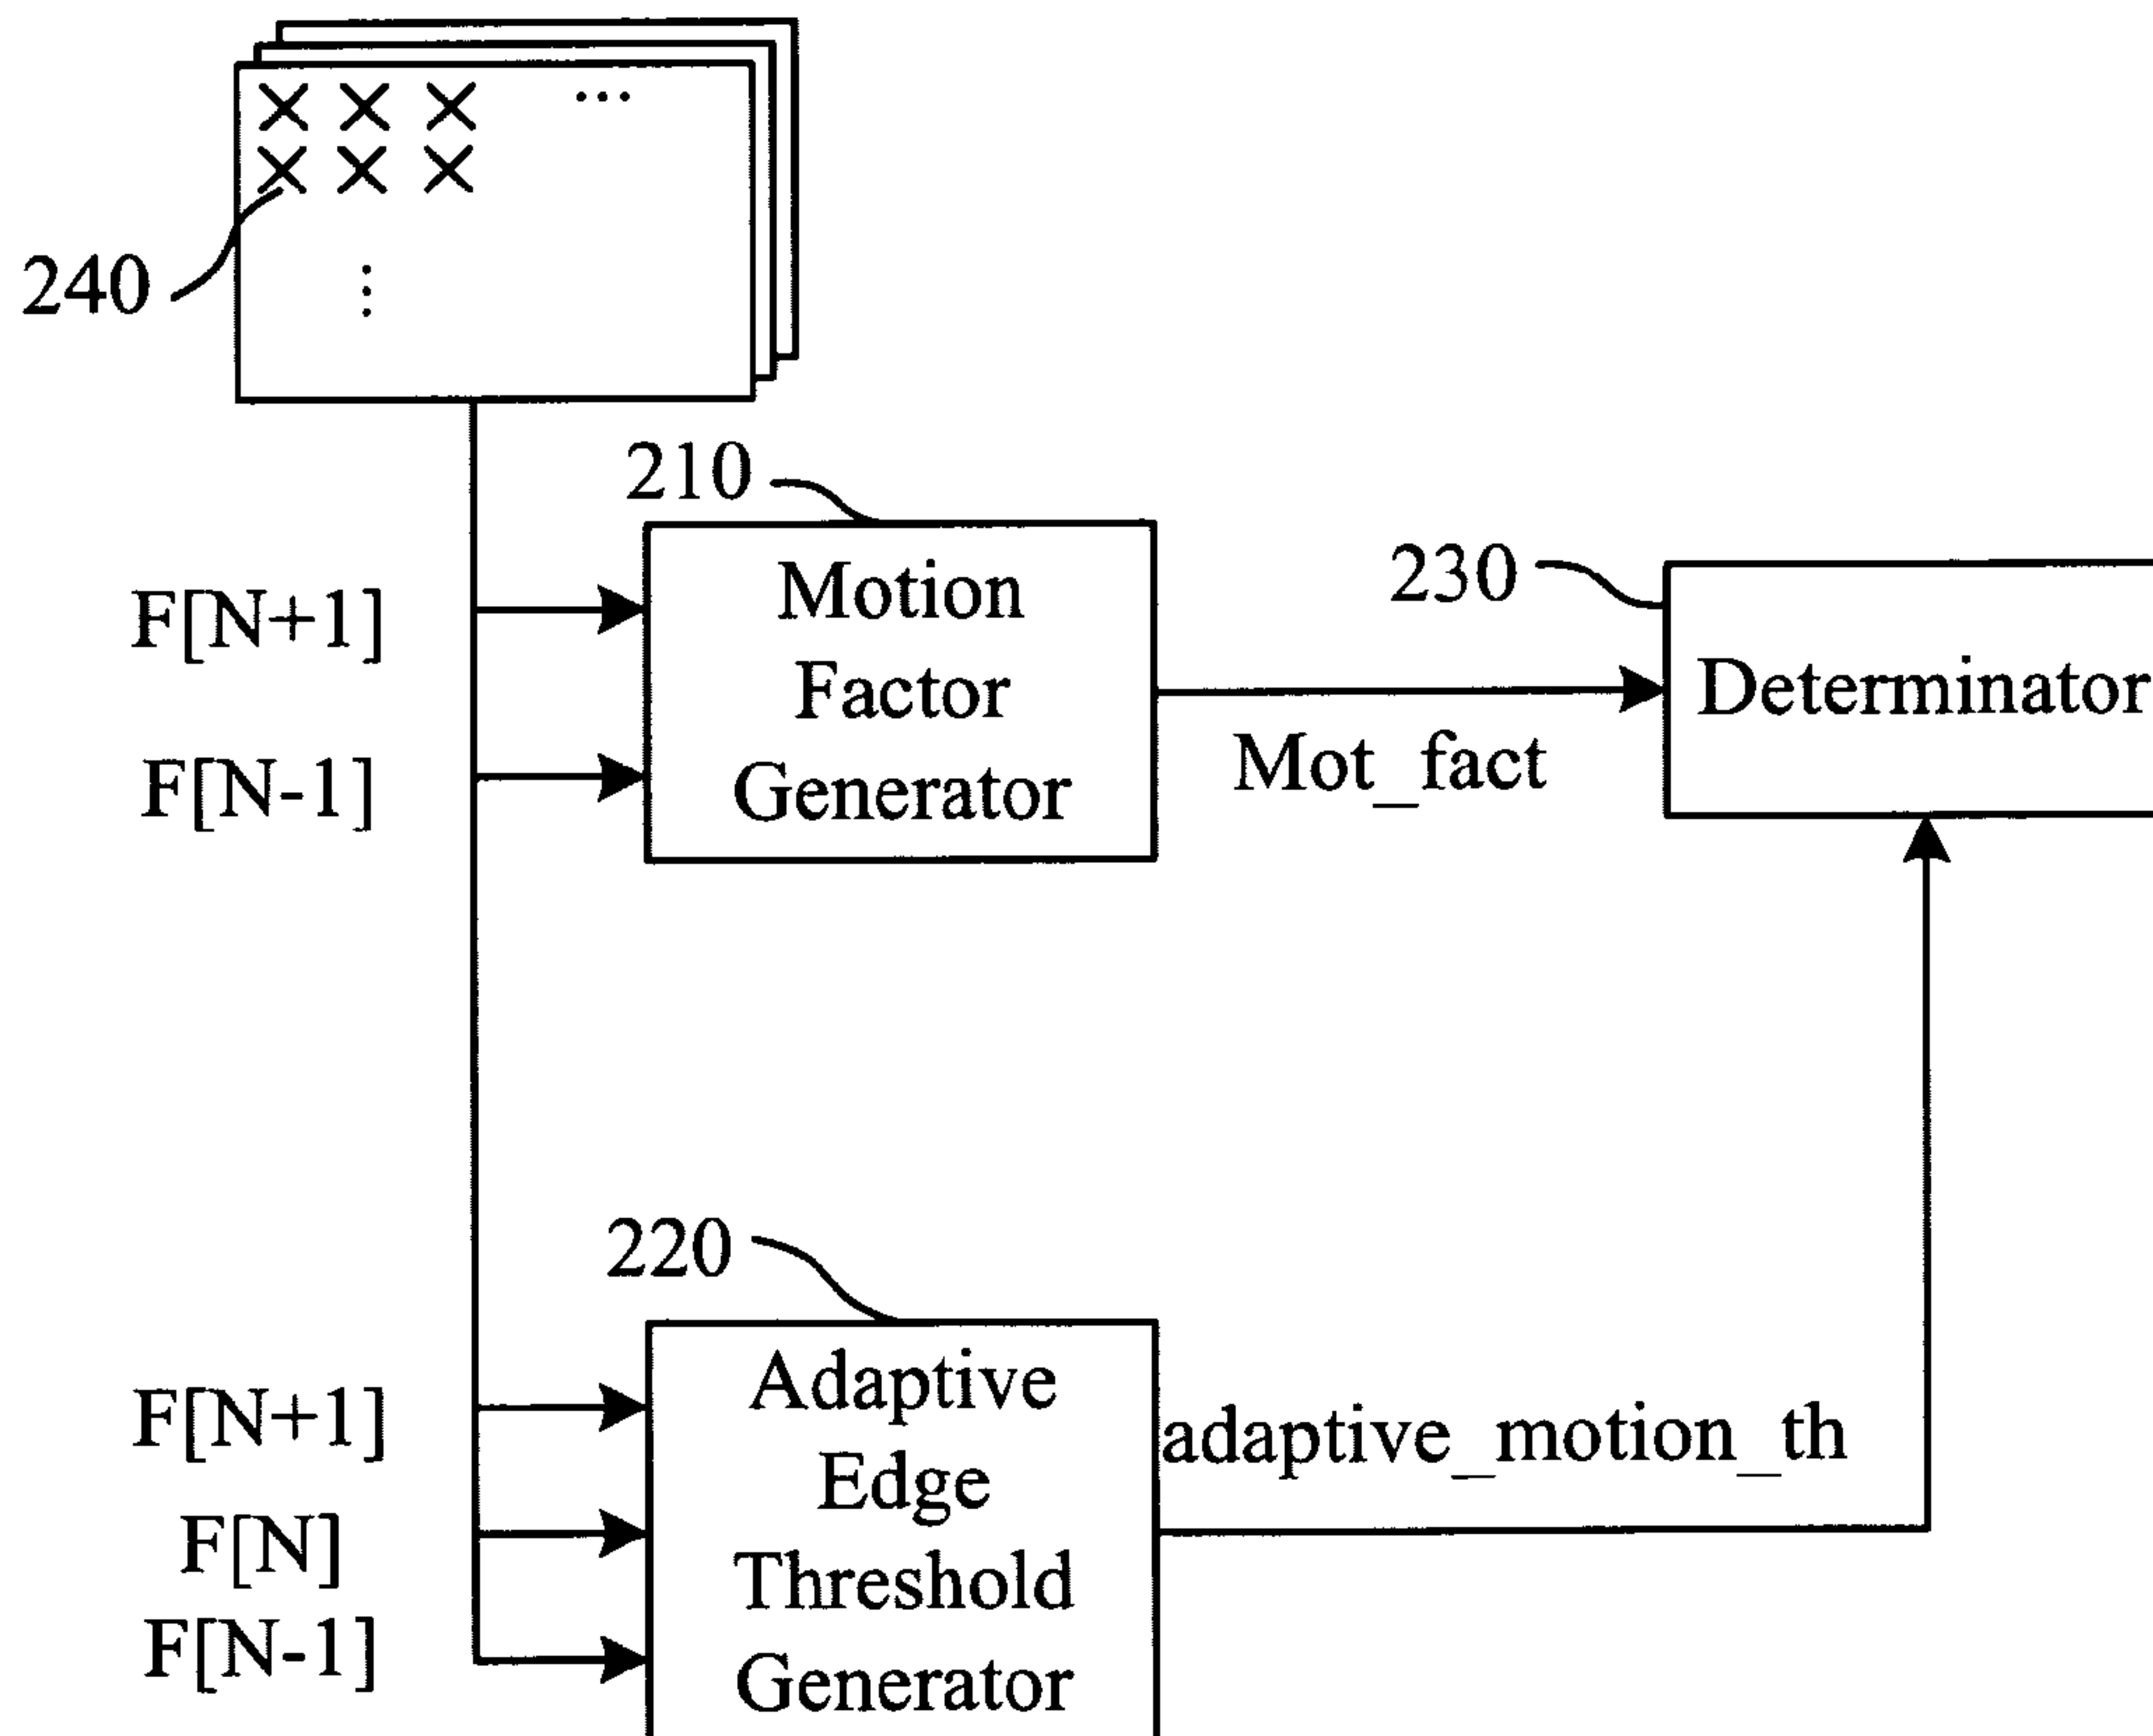 ...
240
210
F[N+1]
F[N-1]
Motion
Factor
Generator
Mot_fact
230
Determinator
220
F[N+1]
F[N]
F[N-1]
Adaptive
Edge
Threshold
Generator
adaptive_motion_th